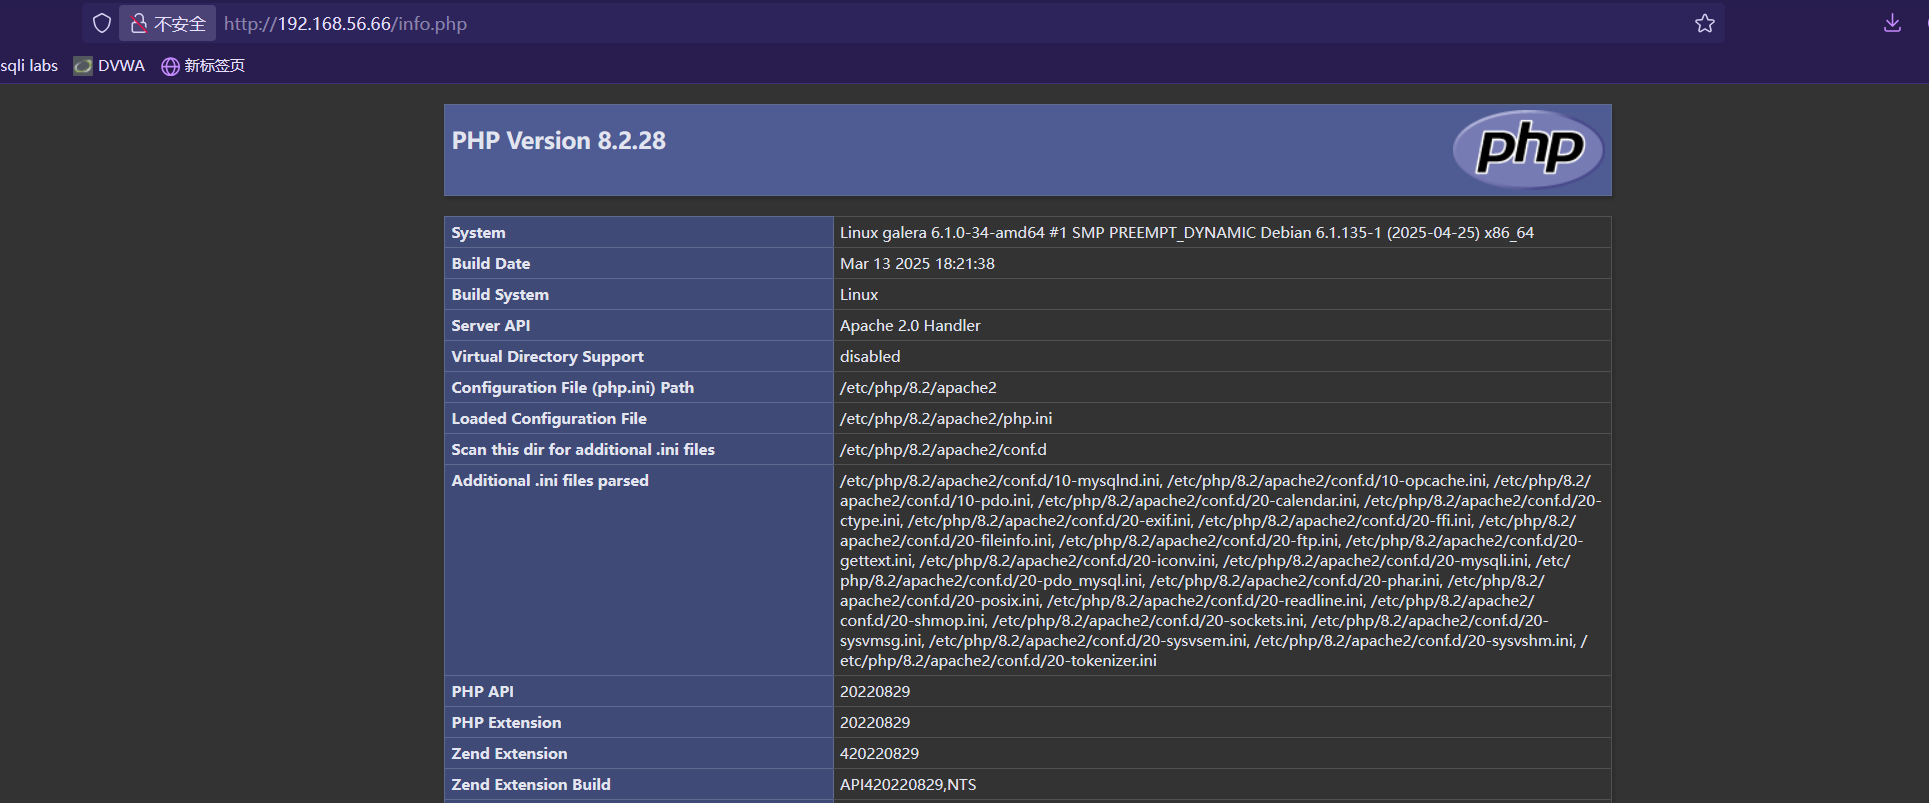 不安全 http://192.168.56.66/info.php
sqli labs DVWA 新标签页
PHP Version 8.2.28
php
System Linux galera 6.1.0-34-amd64 #1 SMP PREEMPT_DYNAMIC Debian 6.1.135-1 (2025-04-25) x86_64
Build Date Mar 13 2025 18:21:38
Build System Linux
Server API Apache 2.0 Handler
Virtual Directory Support disabled
Configuration File (php.ini) Path /etc/php/8.2/apache2
Loaded Configuration File /etc/php/8.2/apache2/php.ini
Scan this dir for additional .ini files /etc/php/8.2/apache2/conf.d
Additional .ini files parsed /etc/php/8.2/apache2/conf.d/10-mysqlnd.ini, /etc/php/8.2/apache2/conf.d/10-opcache.ini, /etc/php/8.2/
apache2/conf.d/10-pdo.ini, /etc/php/8.2/apache2/conf.d/20-calendar.ini, /etc/php/8.2/apache2/conf.d/20-
ctype.ini, /etc/php/8.2/apache2/conf.d/20-exif.ini, /etc/php/8.2/apache2/conf.d/20-ffi.ini, /etc/php/8.2/
apache2/conf.d/20-fileinfo.ini, /etc/php/8.2/apache2/conf.d/20-ftp.ini, /etc/php/8.2/apache2/conf.d/20-
gettext.ini, /etc/php/8.2/apache2/conf.d/20-iconv.ini, /etc/php/8.2/apache2/conf.d/20-mysqli.ini, /etc/
php/8.2/apache2/conf.d/20-pdo_mysql.ini, /etc/php/8.2/apache2/conf.d/20-phar.ini, /etc/php/8.2/
apache2/conf.d/20-posix.ini, /etc/php/8.2/apache2/conf.d/20-readline.ini, /etc/php/8.2/apache2/
conf.d/20-shmop.ini, /etc/php/8.2/apache2/conf.d/20-sockets.ini, /etc/php/8.2/apache2/conf.d/20-
sysvmsg.ini, /etc/php/8.2/apache2/conf.d/20-sysvsem.ini, /etc/php/8.2/apache2/conf.d/20-sysvshm.ini, /
etc/php/8.2/apache2/conf.d/20-tokenizer.ini
PHP API 20220829
PHP Extension 20220829
Zend Extension 420220829
Zend Extension Build API420220829,NTS